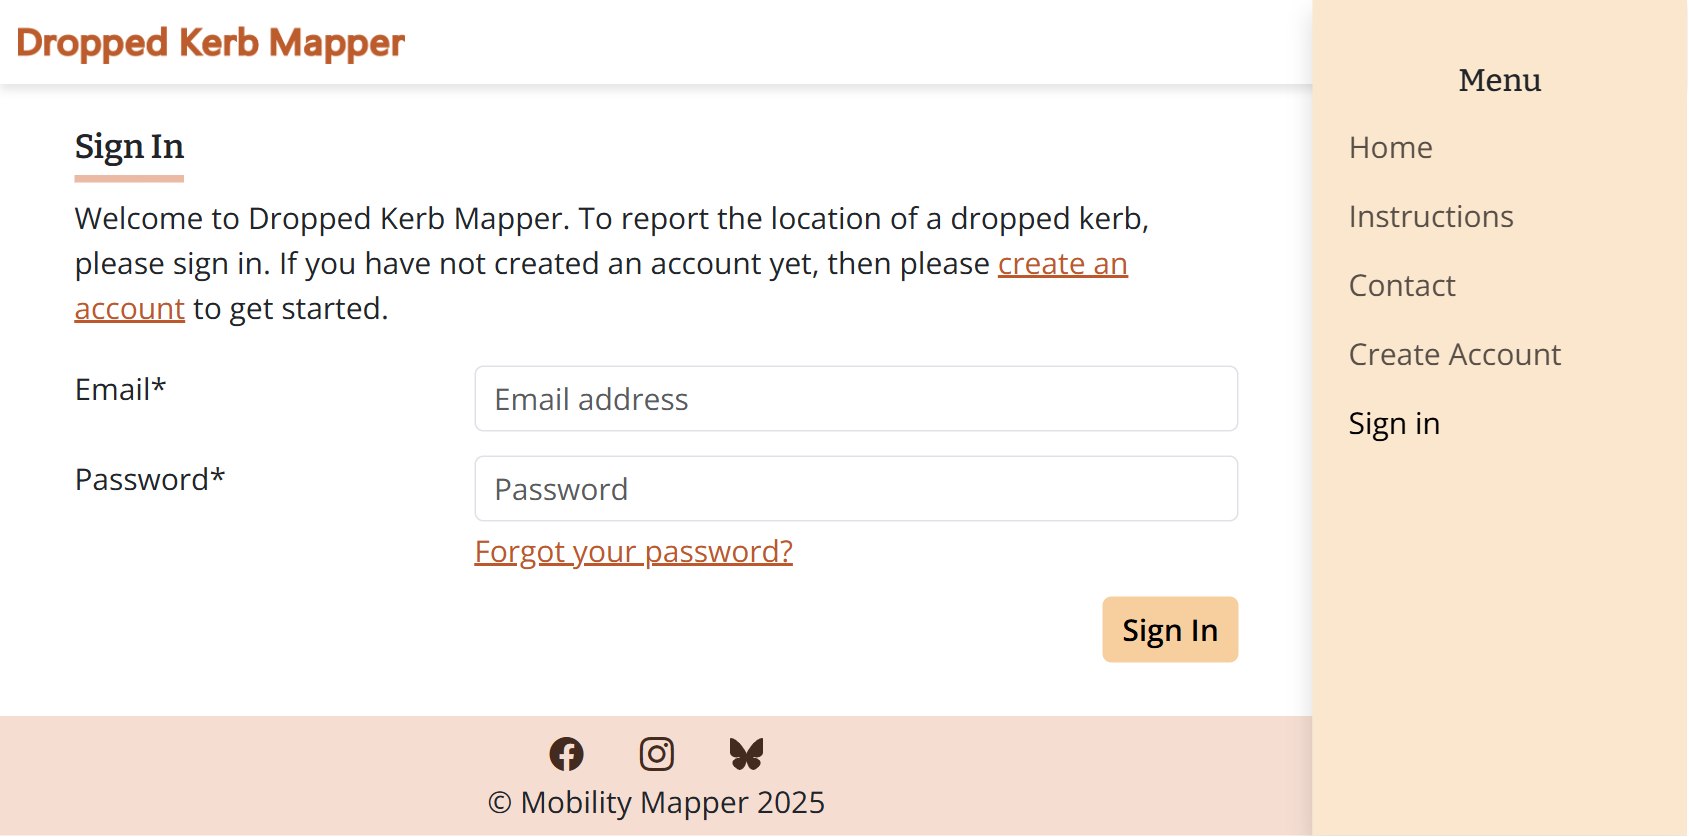 Dropped Kerb Mapper
Sign In
Welcome to Dropped Kerb Mapper. To report the location of a dropped kerb,
please sign in. If you have not created an account yet, then please create an
account to get started.
Email*
Email address
Password*
Password
Forgot your password?
Sign In
© Mobility Mapper 2025
Menu
Home
Instructions
Contact
Create Account
Sign in